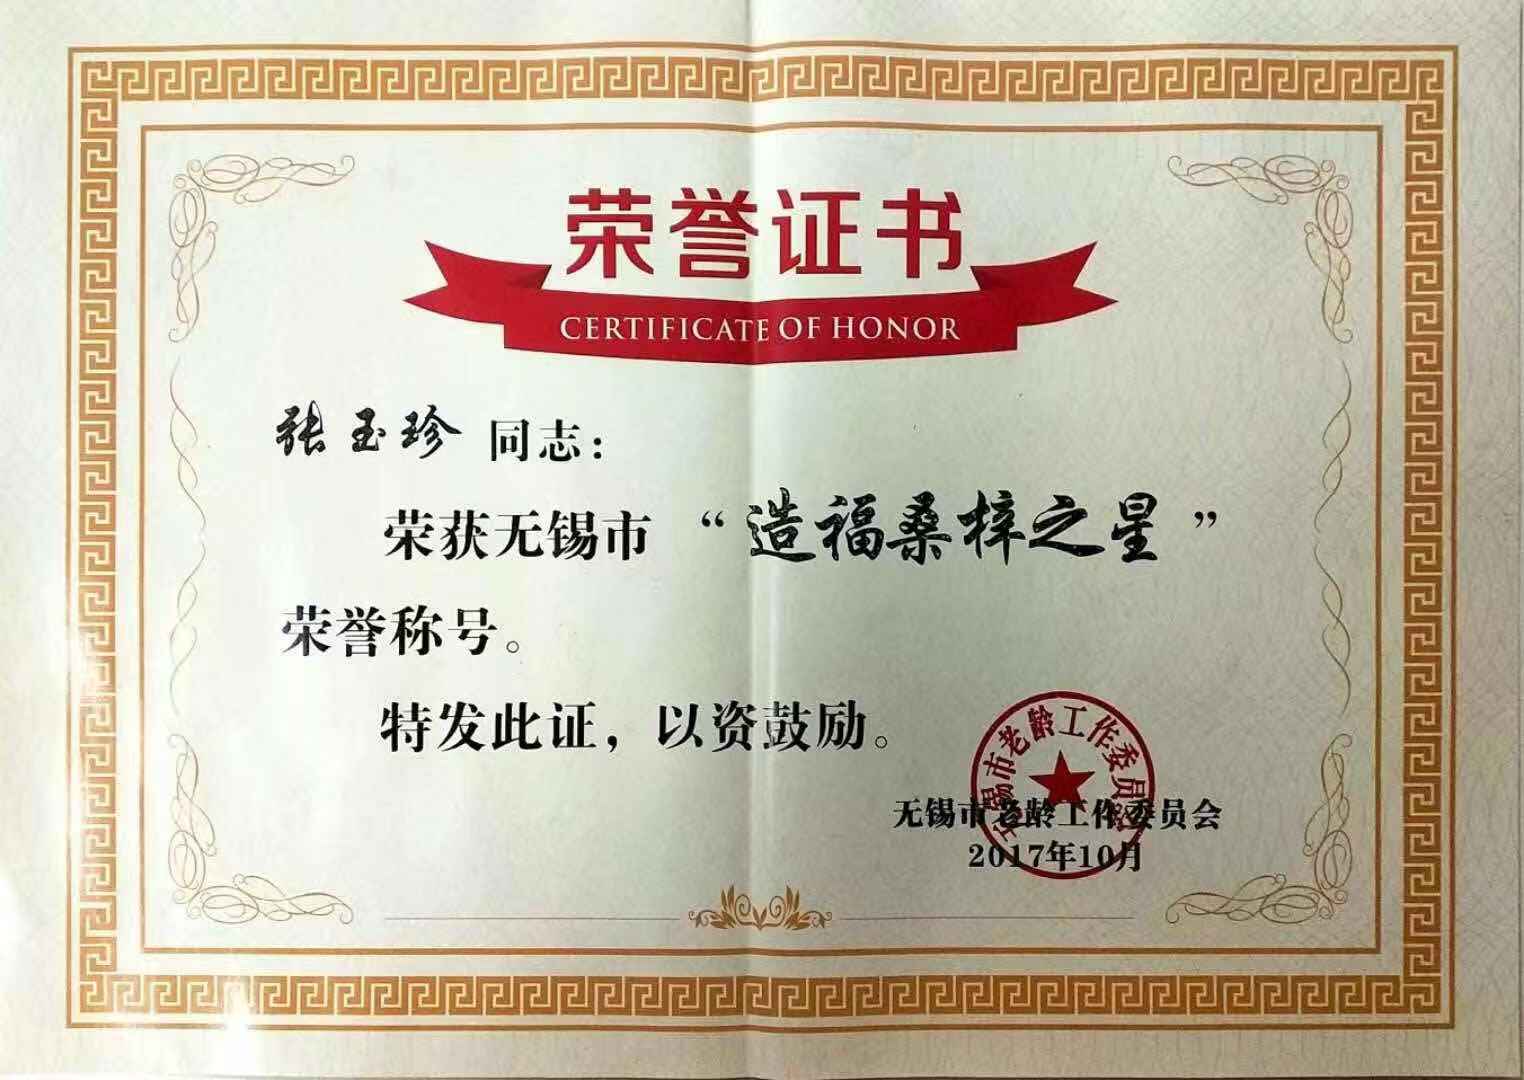 荣誉证书
CERTIFICATE OF HONOR
张玉珍 同志：
荣获无锡市 “造福桑梓之星”
荣誉称号。
特发此证，以资鼓励。
无锡市老龄工作委员会
无锡市老龄工作委员会
2017年10月